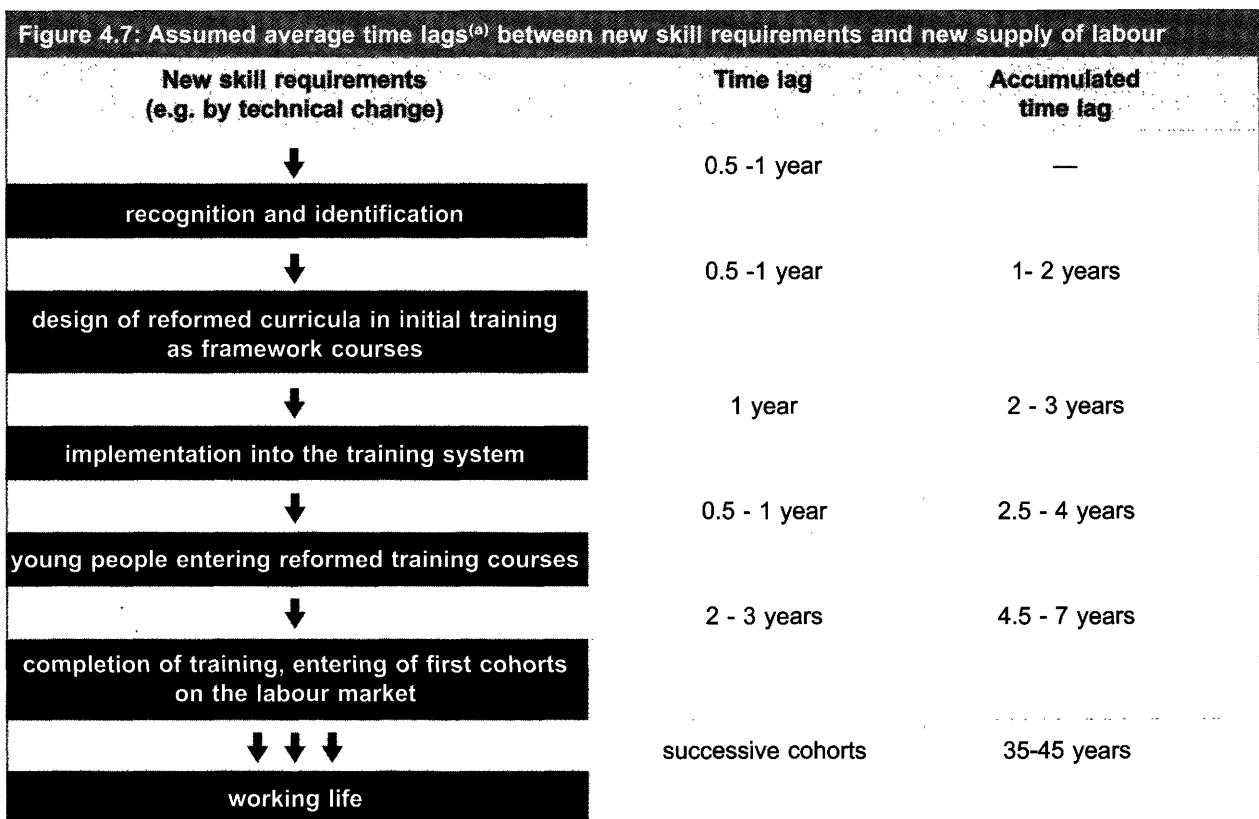 Figure 4.7: Assumed average time lags(a) between new skill requirements and new supply of labour
New skill requirements
(e.g. by technical change)
Time lag
Accumulated
time lag
0.5 -1 year
—
recognition and identification
0.5 -1 year
1- 2 years
design of reformed curricula in initial training
as framework courses
1 year
2 - 3 years
implementation into the training system
0.5 - 1 year
2.5 - 4 years
young people entering reformed training courses
2 - 3 years
4.5 - 7 years
completion of training, entering of first cohorts
on the labour market
successive cohorts
35-45 years
working life